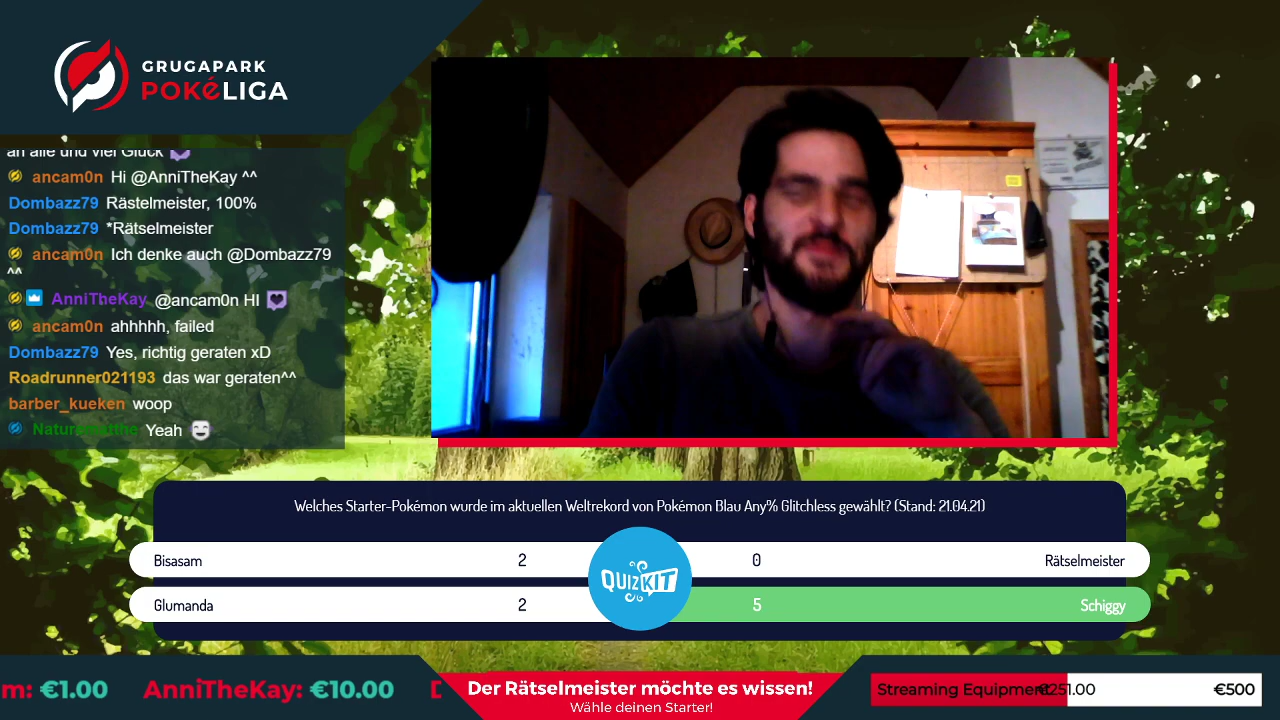 GRUGAPARK
POKéLIGA
an alle und viel Glück
ancam0n Hi @AnniTheKay ^^
Dombazz79 Rästelmeister, 100%
Dombazz79 *Rätselmeister
ancam0n Ich denke auch @Dombazz79
^^
AnniTheKay @ancam0n HI
ancam0n ahhhhh, failed
Dombazz79 Yes, richtig geraten xD
Roadrunner021193 das war geraten^^
barber_kueken woop
Yeah
Welches Starter-Pokémon wurde im aktuellen Weltrekord von Pokémon Blau Any% Glitchless gewählt? (Stand: 21.04.21)
Bisasam 2
0 Rätselmeister
Glumanda 2
5 Schiggy
QUIZKIT
m: €1.00 AnniTheKay: €10.00
Der Rätselmeister möchte es wissen!
Wähle deinen Starter!
Streaming Equipment €251.00 €500